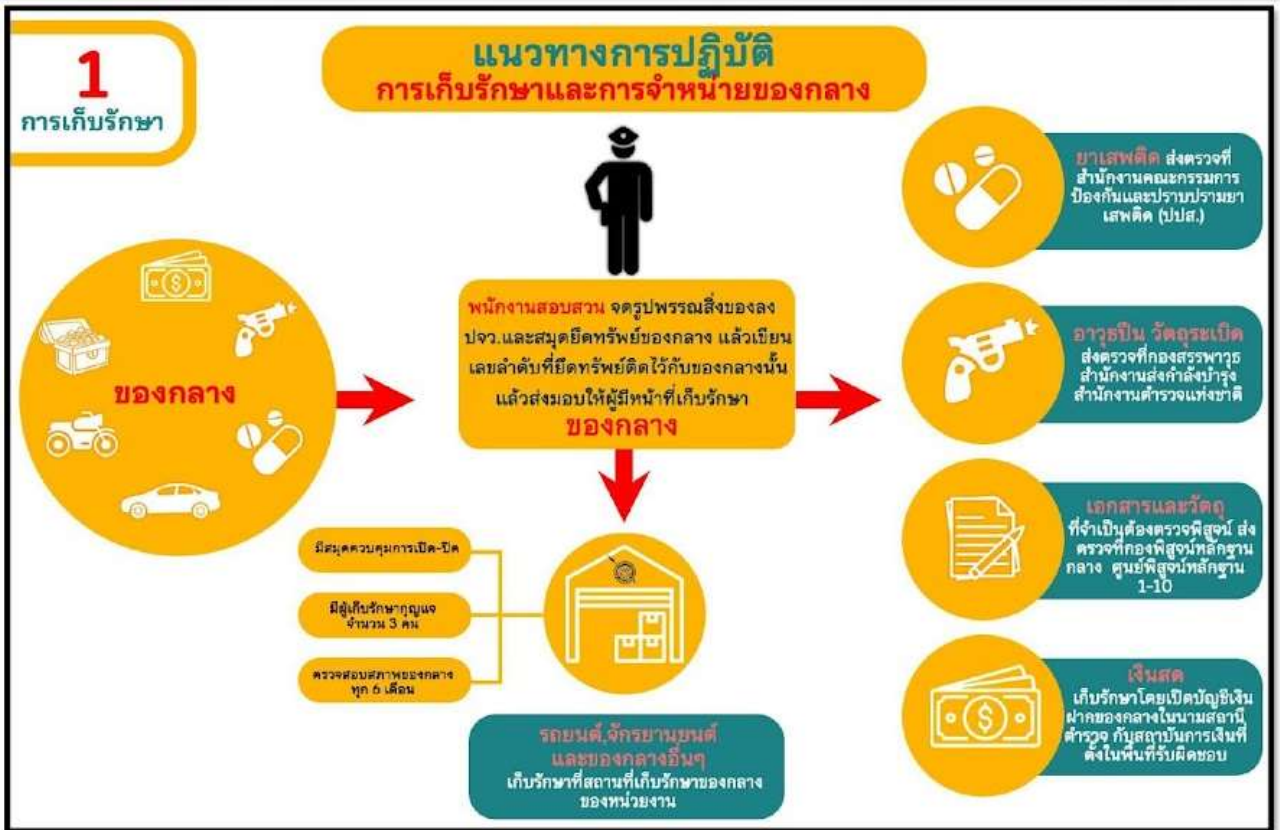 1
การเก็บรักษา
แนวทางการปฏิบัติ
การเก็บรักษาและการจำหน่ายของกลาง
ของกลาง
พนักงานสอบสวน จดรูปพรรณสิ่งของลง
ปจว.และสมุดยึดทรัพย์ของกลาง แล้วเขียน
เลขลำดับที่ยึดทรัพย์ติดไว้กับของกลางนั้น
แล้วส่งมอบให้ผู้มีหน้าที่เก็บรักษา
ของกลาง
มีสมุดควบคุมการเปิด-ปิด
มีผู้เก็บรักษากุญแจ
จำนวน 3 คน
ตรวจสอบสภาพของกลาง
ทุก 6 เดือน
รถยนต์,จักรยานยนต์
และของกลางอื่นๆ
เก็บรักษาที่สถานที่เก็บรักษาของกลาง
ของหน่วยงาน
ยาเสพติด ส่งตรวจที่
สำนักงานคณะกรรมการ
ป้องกันและปราบปรามยา
เสพติด (ปปส.)
อาวุธปืน วัตถุระเบิด
ส่งตรวจที่กองสรรพาวุธ
สำนักงานส่งกำลังบำรุง
สำนักงานตำรวจแห่งชาติ
เอกสารและวัตถุ
ที่จำเป็นต้องตรวจพิสูจน์ ส่ง
ตรวจที่กองพิสูจน์หลักฐาน
กลาง ศูนย์พิสูจน์หลักฐาน
1-10
เงินสด
เก็บรักษาโดยเปิดบัญชีเงิน
ฝากของกลางในนามสถานี
ตำรวจ กับสถาบันการเงินที่
ตั้งในพื้นที่รับผิดชอบ